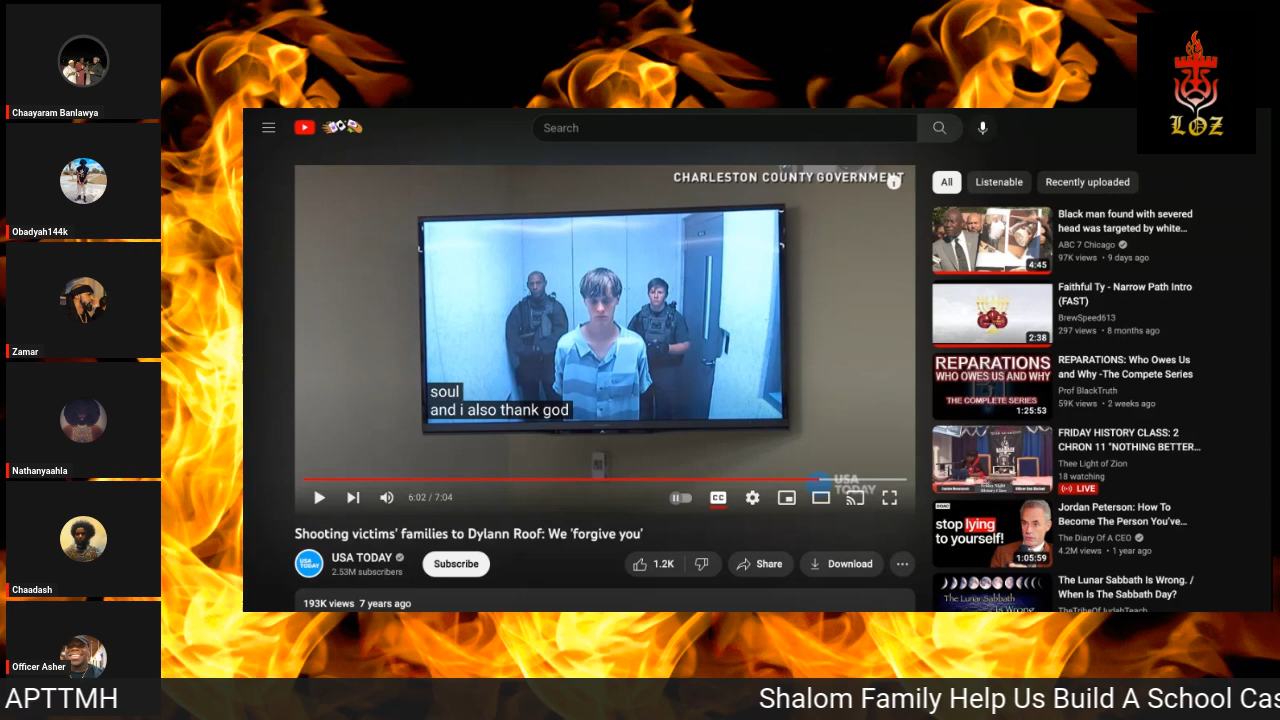 Chaayaram Banlawya
Obadyah144k
Zamar
Nathanyaahla
Chaadash
Officer Asher
LOZ
Search
CHARLESTON COUNTY GOVERNMENT
soul
and i also thank god
USA
TODAY
6:02 / 7:04
CC
Shooting victims' families to Dylann Roof: We 'forgive you'
USA TODAY
2.53M subscribers
Subscribe
1.2K
Share
Download
193K views 7 years ago
All
Listenable
Recently uploaded
4:45
Black man found with severed
head was targeted by white...
ABC 7 Chicago
97K views • 9 days ago
2:38
Faithful Ty - Narrow Path Intro
(FAST)
BrewSpeed613
297 views • 8 months ago
REPARATIONS
WHO OWES US AND WHY
THE COMPLETE SERIES
1:25:53
REPARATIONS: Who Owes Us
and Why -The Compete Series
Prof BlackTruth
59K views • 2 weeks ago
FRIDAY HISTORY CLASS: 2
CHRON 11 "NOTHING BETTER...
Thee Light of Zion
18 watching
LIVE
stop lying
to yourself!
1:05:59
Jordan Peterson: How To
Become The Person You've...
The Diary Of A CEO
4.2M views • 1 year ago
The Lunar Sabbath
Is Wrong
The Lunar Sabbath Is Wrong. /
When Is The Sabbath Day?
TheTribeOfJudahTeach
APTTMH
Shalom Family Help Us Build A School Cas